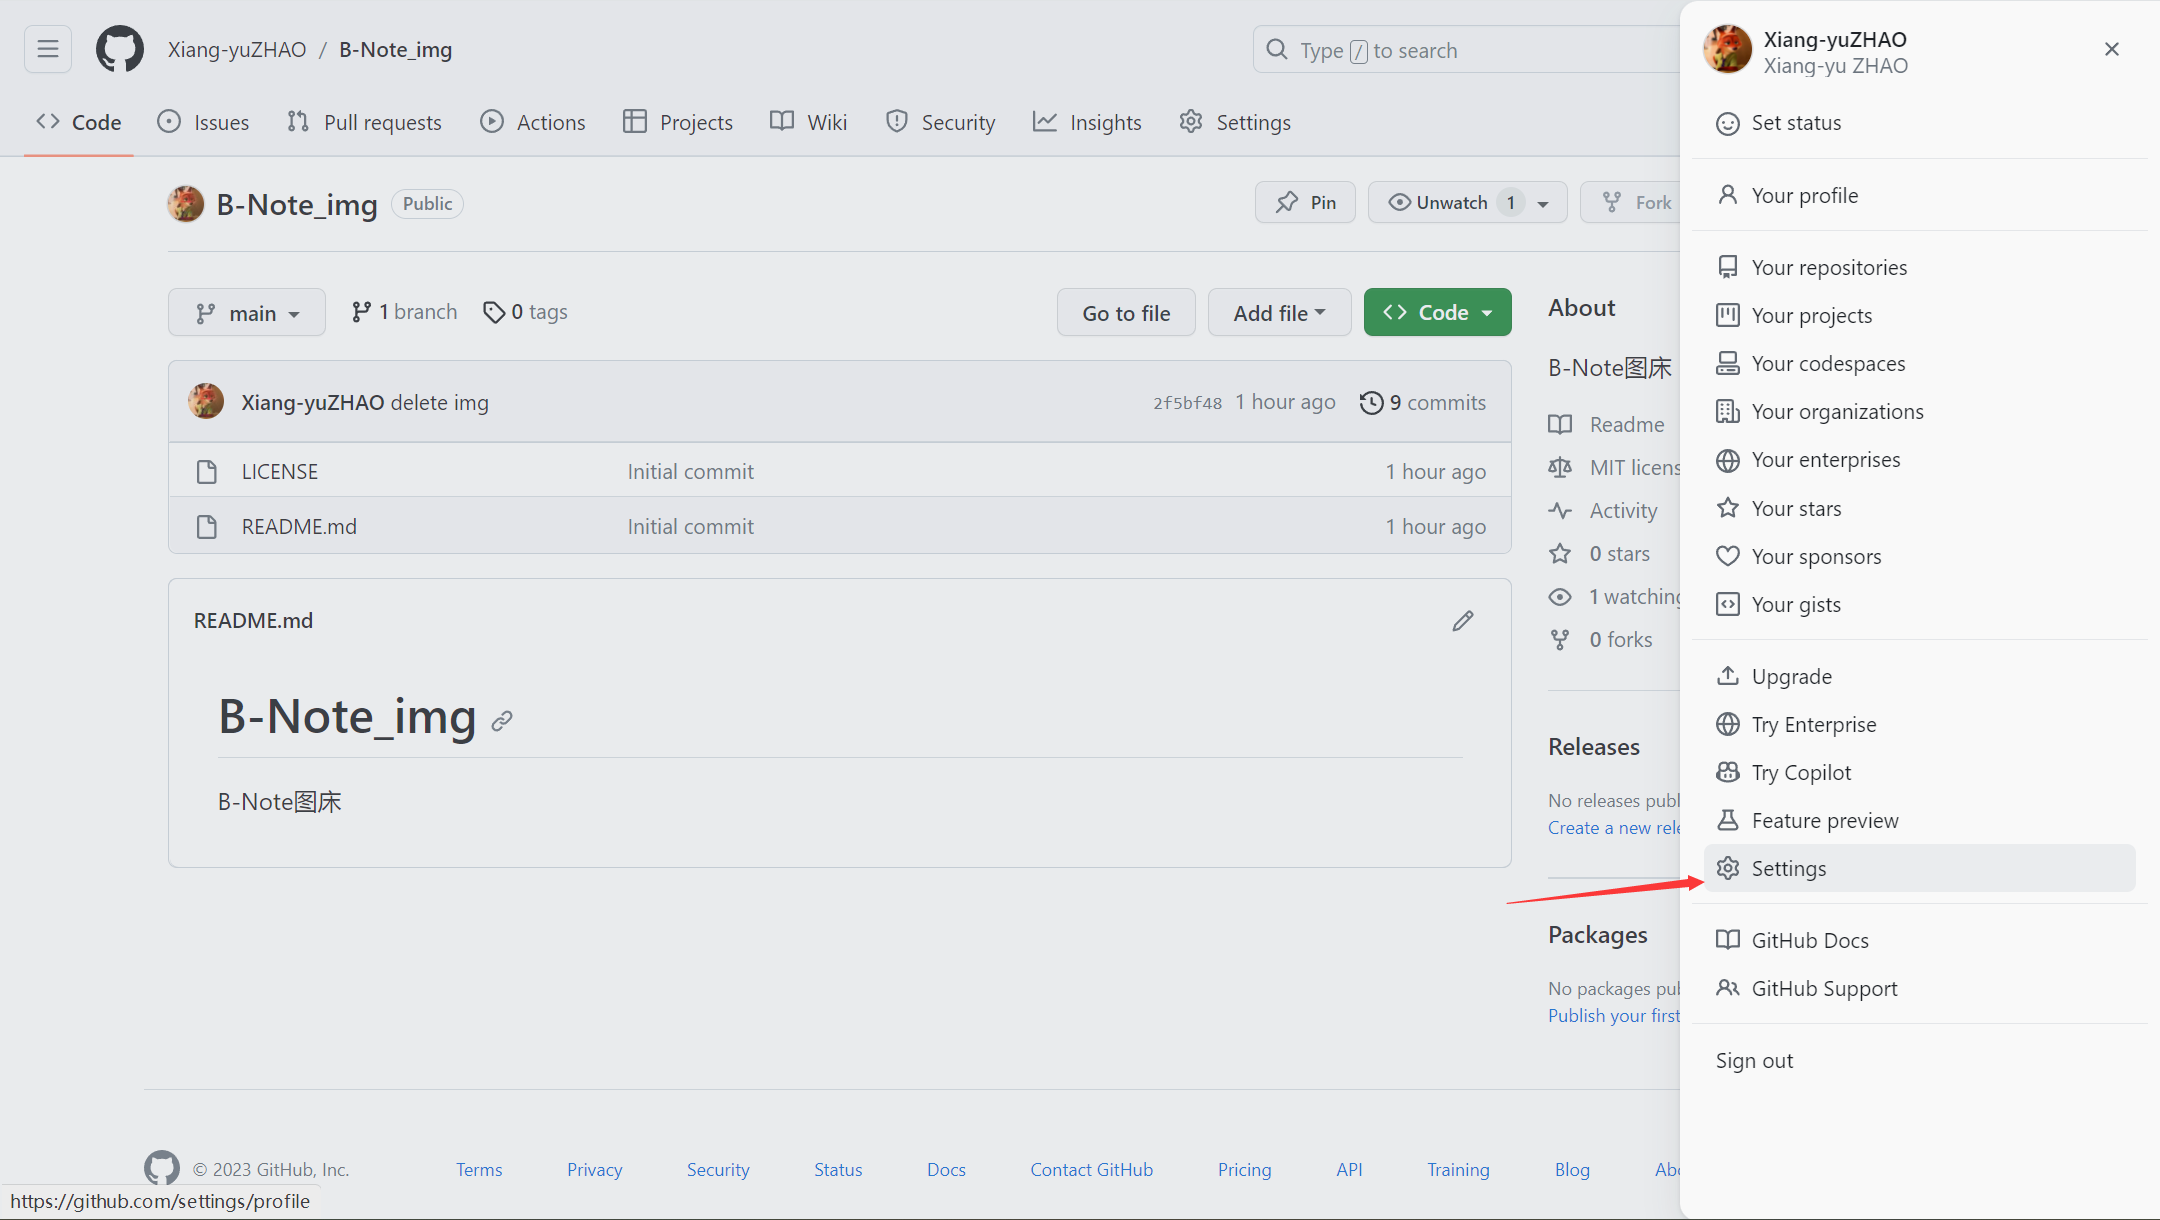 Xiang-yuZHAO / B-Note_img
Type / to search
Code
Issues
Pull requests
Actions
Projects
Wiki
Security
Insights
Settings
B-Note_img
Public
Pin
Unwatch 1
Fork
main
1 branch
0 tags
Go to file
Add file
Code
Xiang-yuZHAO delete img
2f5bf48 1 hour ago
9 commits
LICENSE
Initial commit
1 hour ago
README.md
Initial commit
1 hour ago
README.md
B-Note_img
B-Note图床
About
B-Note图床
Readme
MIT licens
Activity
0 stars
1 watching
0 forks
Releases
No releases publ
Create a new rele
Packages
No packages pub
Publish your first
Xiang-yuZHAO
Xiang-yu ZHAO
Set status
Your profile
Your repositories
Your projects
Your codespaces
Your organizations
Your enterprises
Your stars
Your sponsors
Your gists
Upgrade
Try Enterprise
Try Copilot
Feature preview
Settings
GitHub Docs
GitHub Support
Sign out
© 2023 GitHub, Inc.
Terms
Privacy
Security
Status
Docs
Contact GitHub
Pricing
API
Training
Blog
Abo
https://github.com/settings/profile